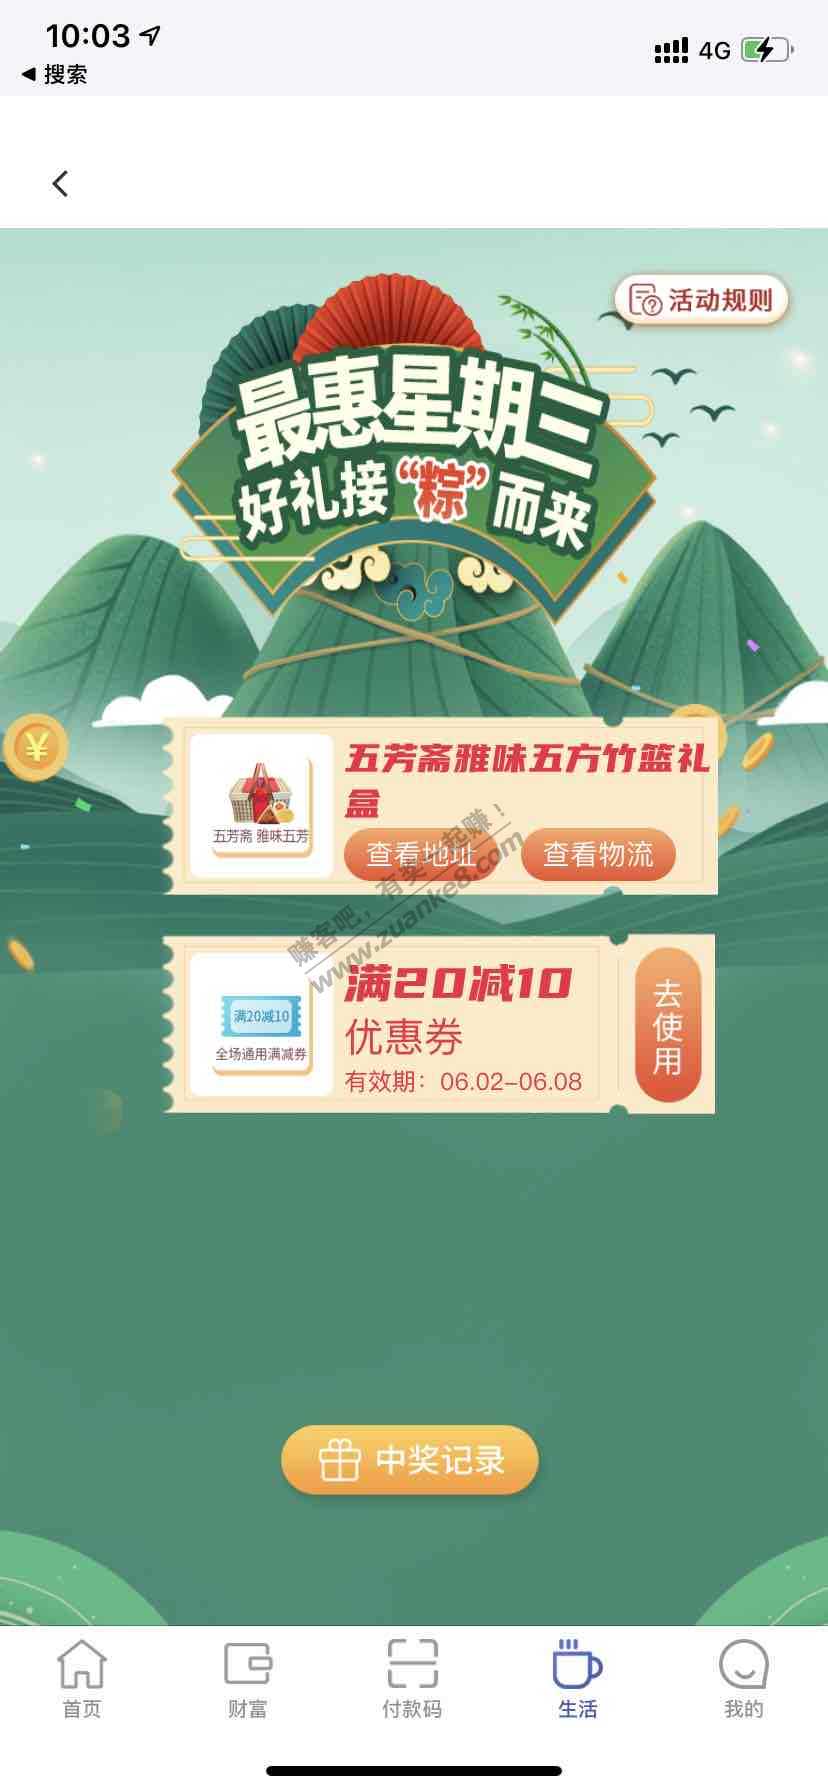 10:03
4G
◀ 搜索
活动规则
最惠星期三
好礼接“粽”而来
五芳斋雅味五方竹篮礼
盒
五芳斋 雅味五芳
查看地址
查看物流
赚客吧，有奖一起赚！
www.zuanke8.com
满20减10
优惠券
有效期：06.02-06.08
满20减10
全场通用满减券
去使用
中奖记录
首页
财富
付款码
生活
我的